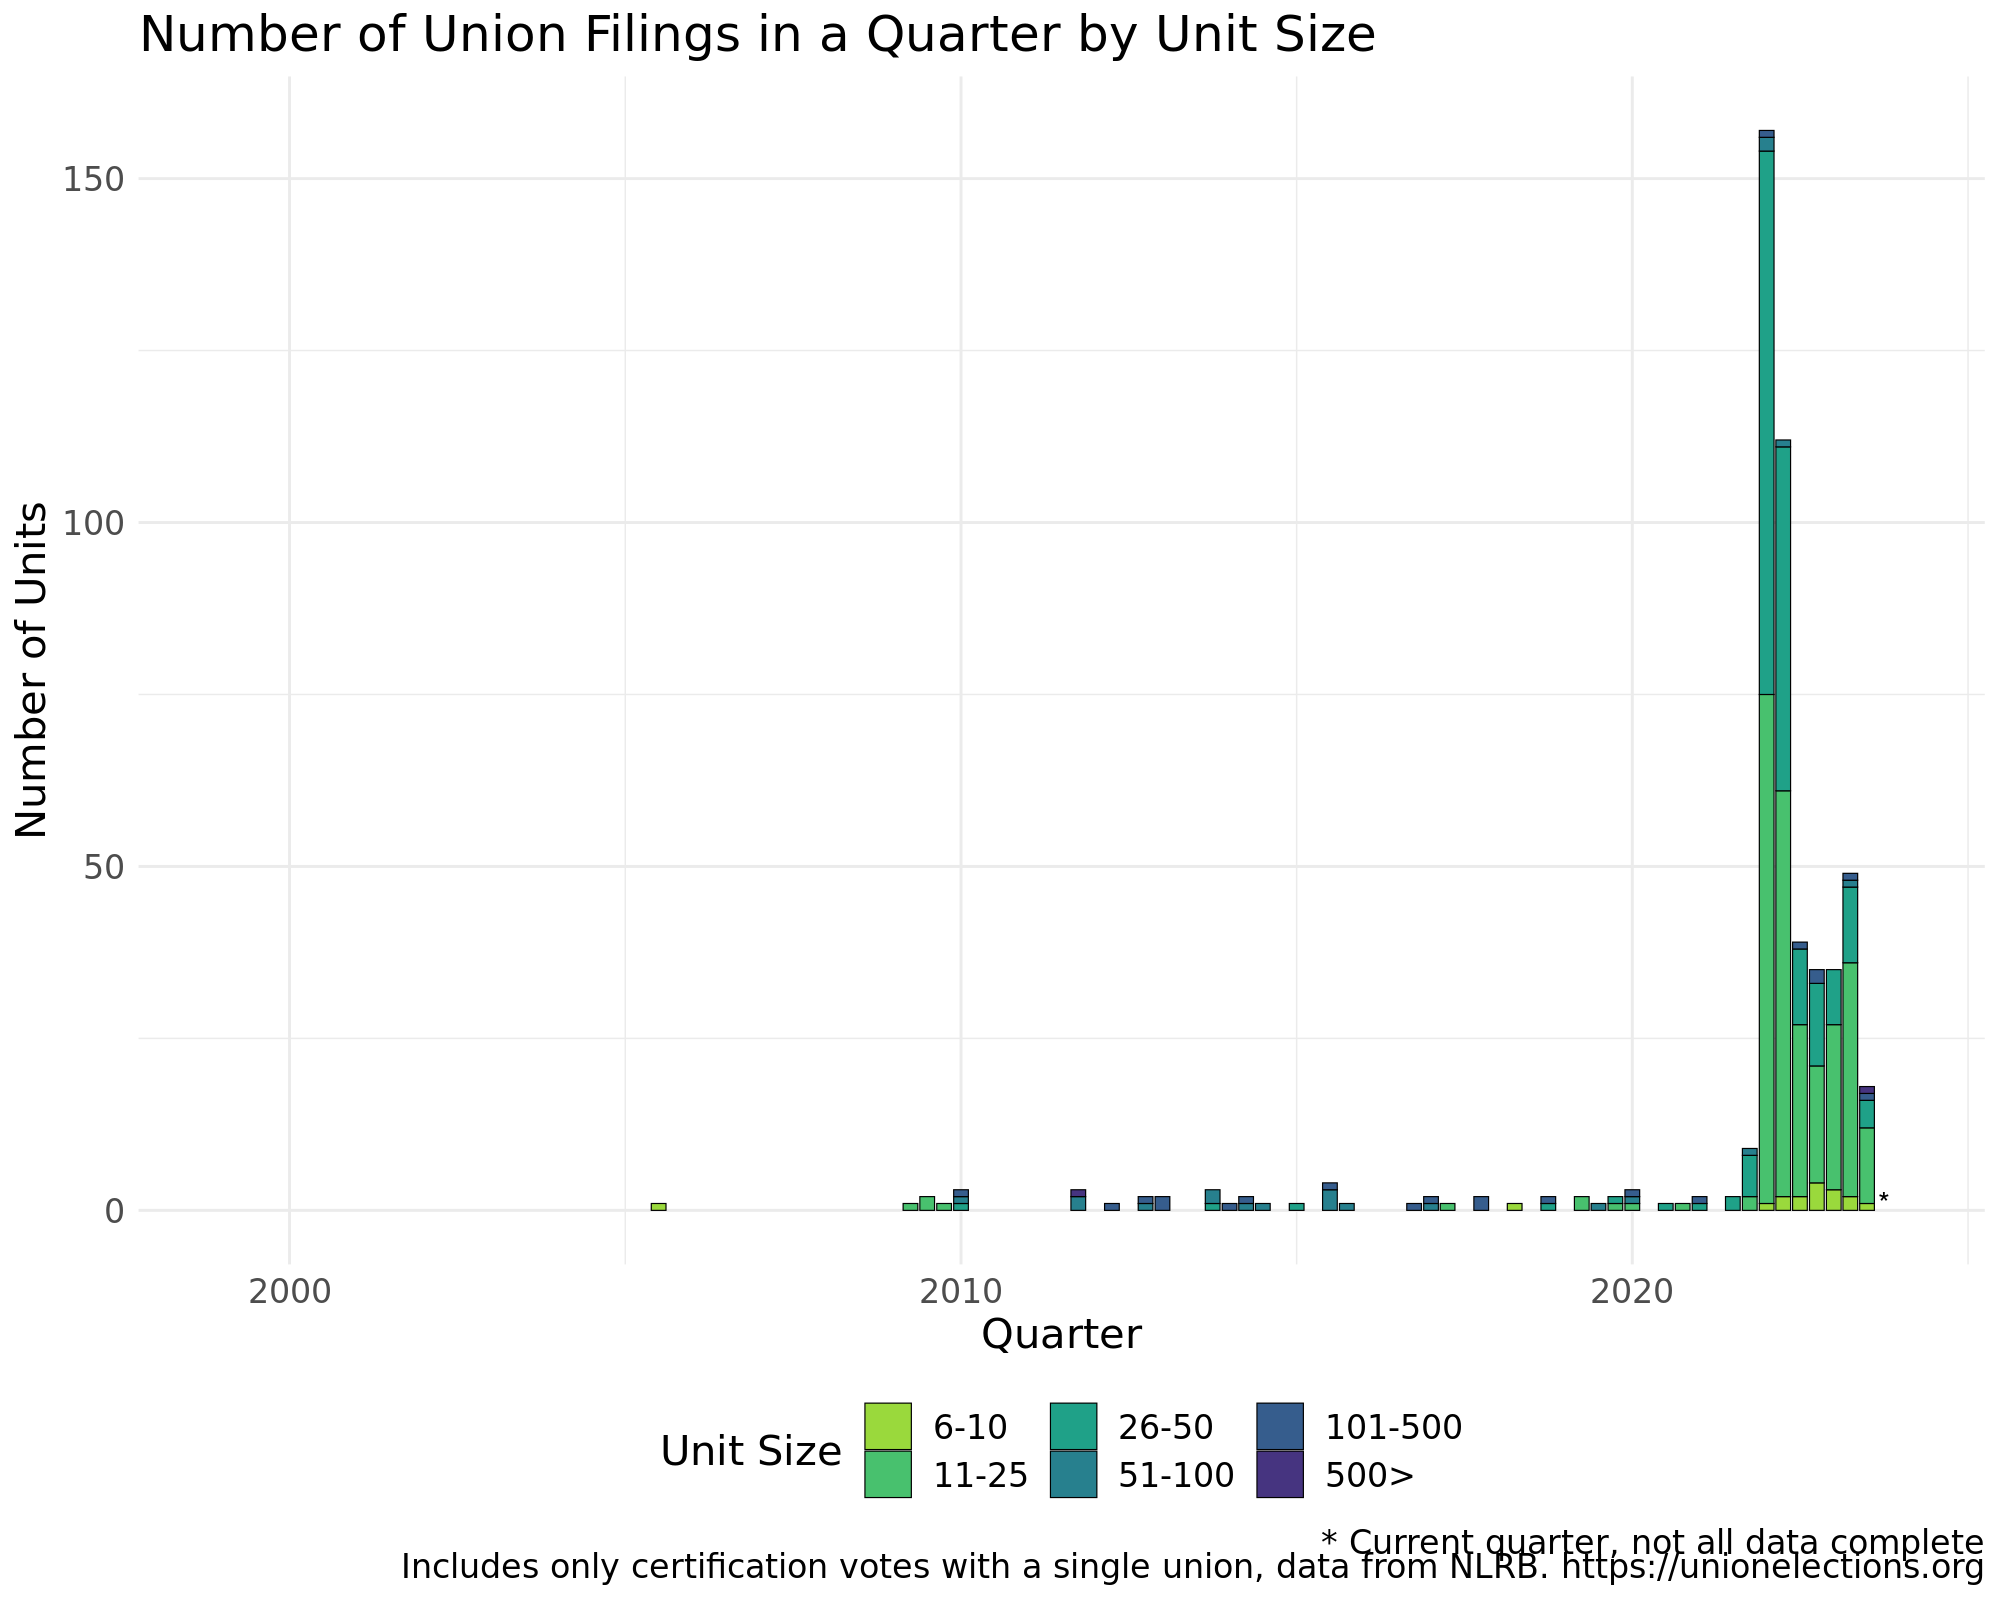 Number of Union Filings in a Quarter by Unit Size
Number of Units
150
100
50
0
*
2000 2010 2020
Quarter
Unit Size
6-10 26-50 101-500
11-25 51-100 500>
* Current quarter, not all data complete
Includes only certification votes with a single union, data from NLRB. https://unionelections.org